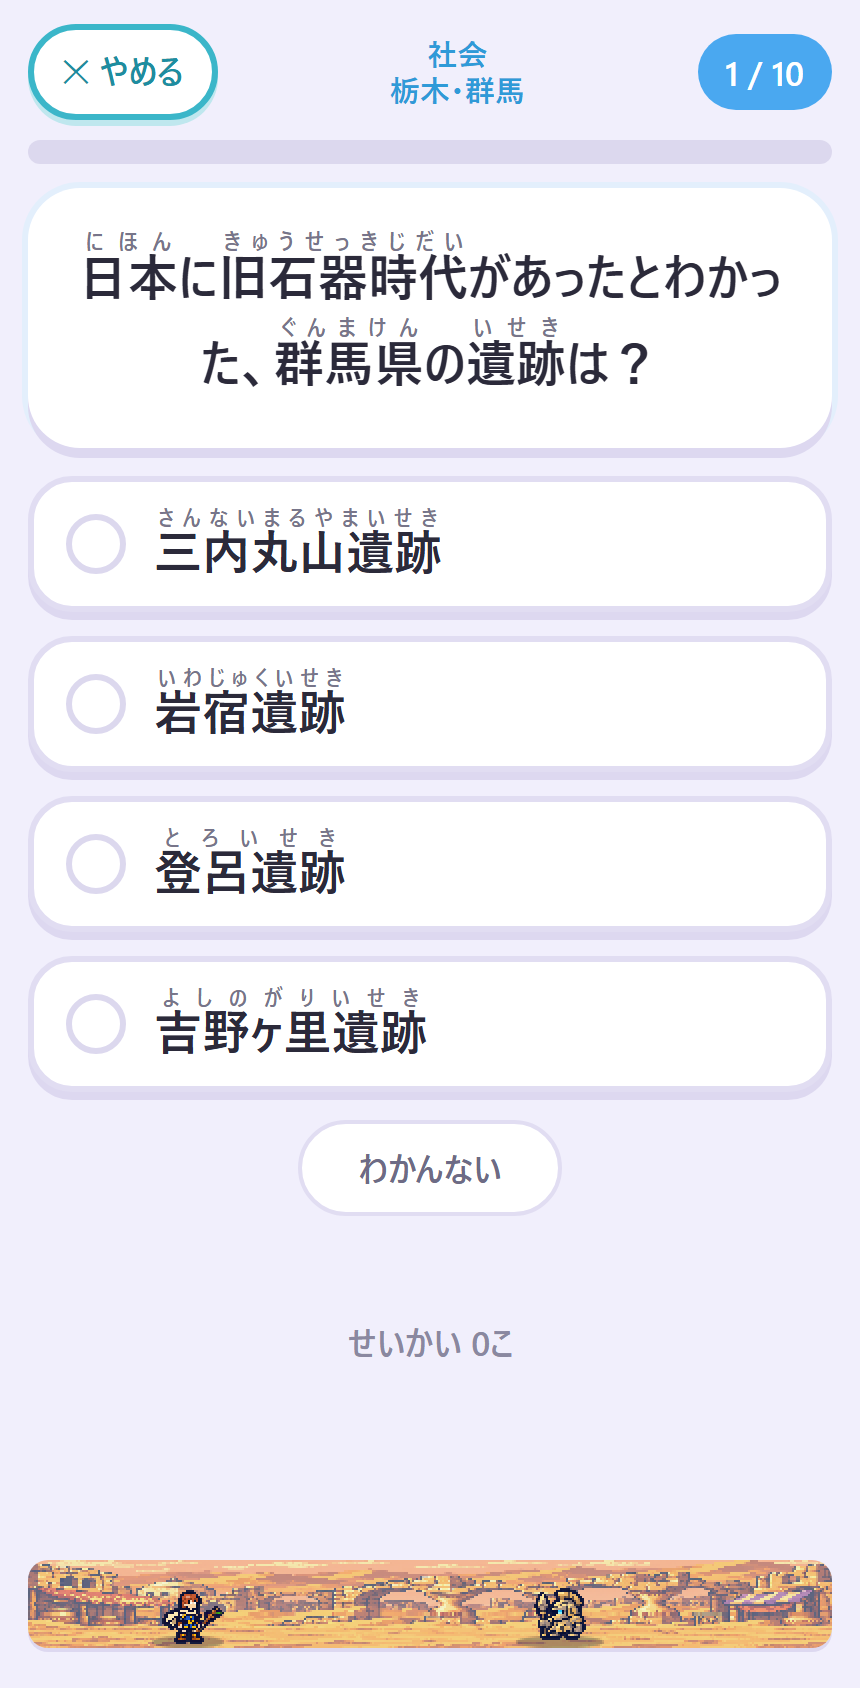 × やめる
社会
栃木・群馬
1 / 10
にほん きゅうせっきじだい
日本に旧石器時代があったとわかっ
ぐんまけん いせき
た、群馬県の遺跡は？
さんないまるやまいせき
三内丸山遺跡
いわじゅくいせき
岩宿遺跡
とろいせき
登呂遺跡
よしのがりいせき
吉野ヶ里遺跡
わかんない
せいかい 0こ